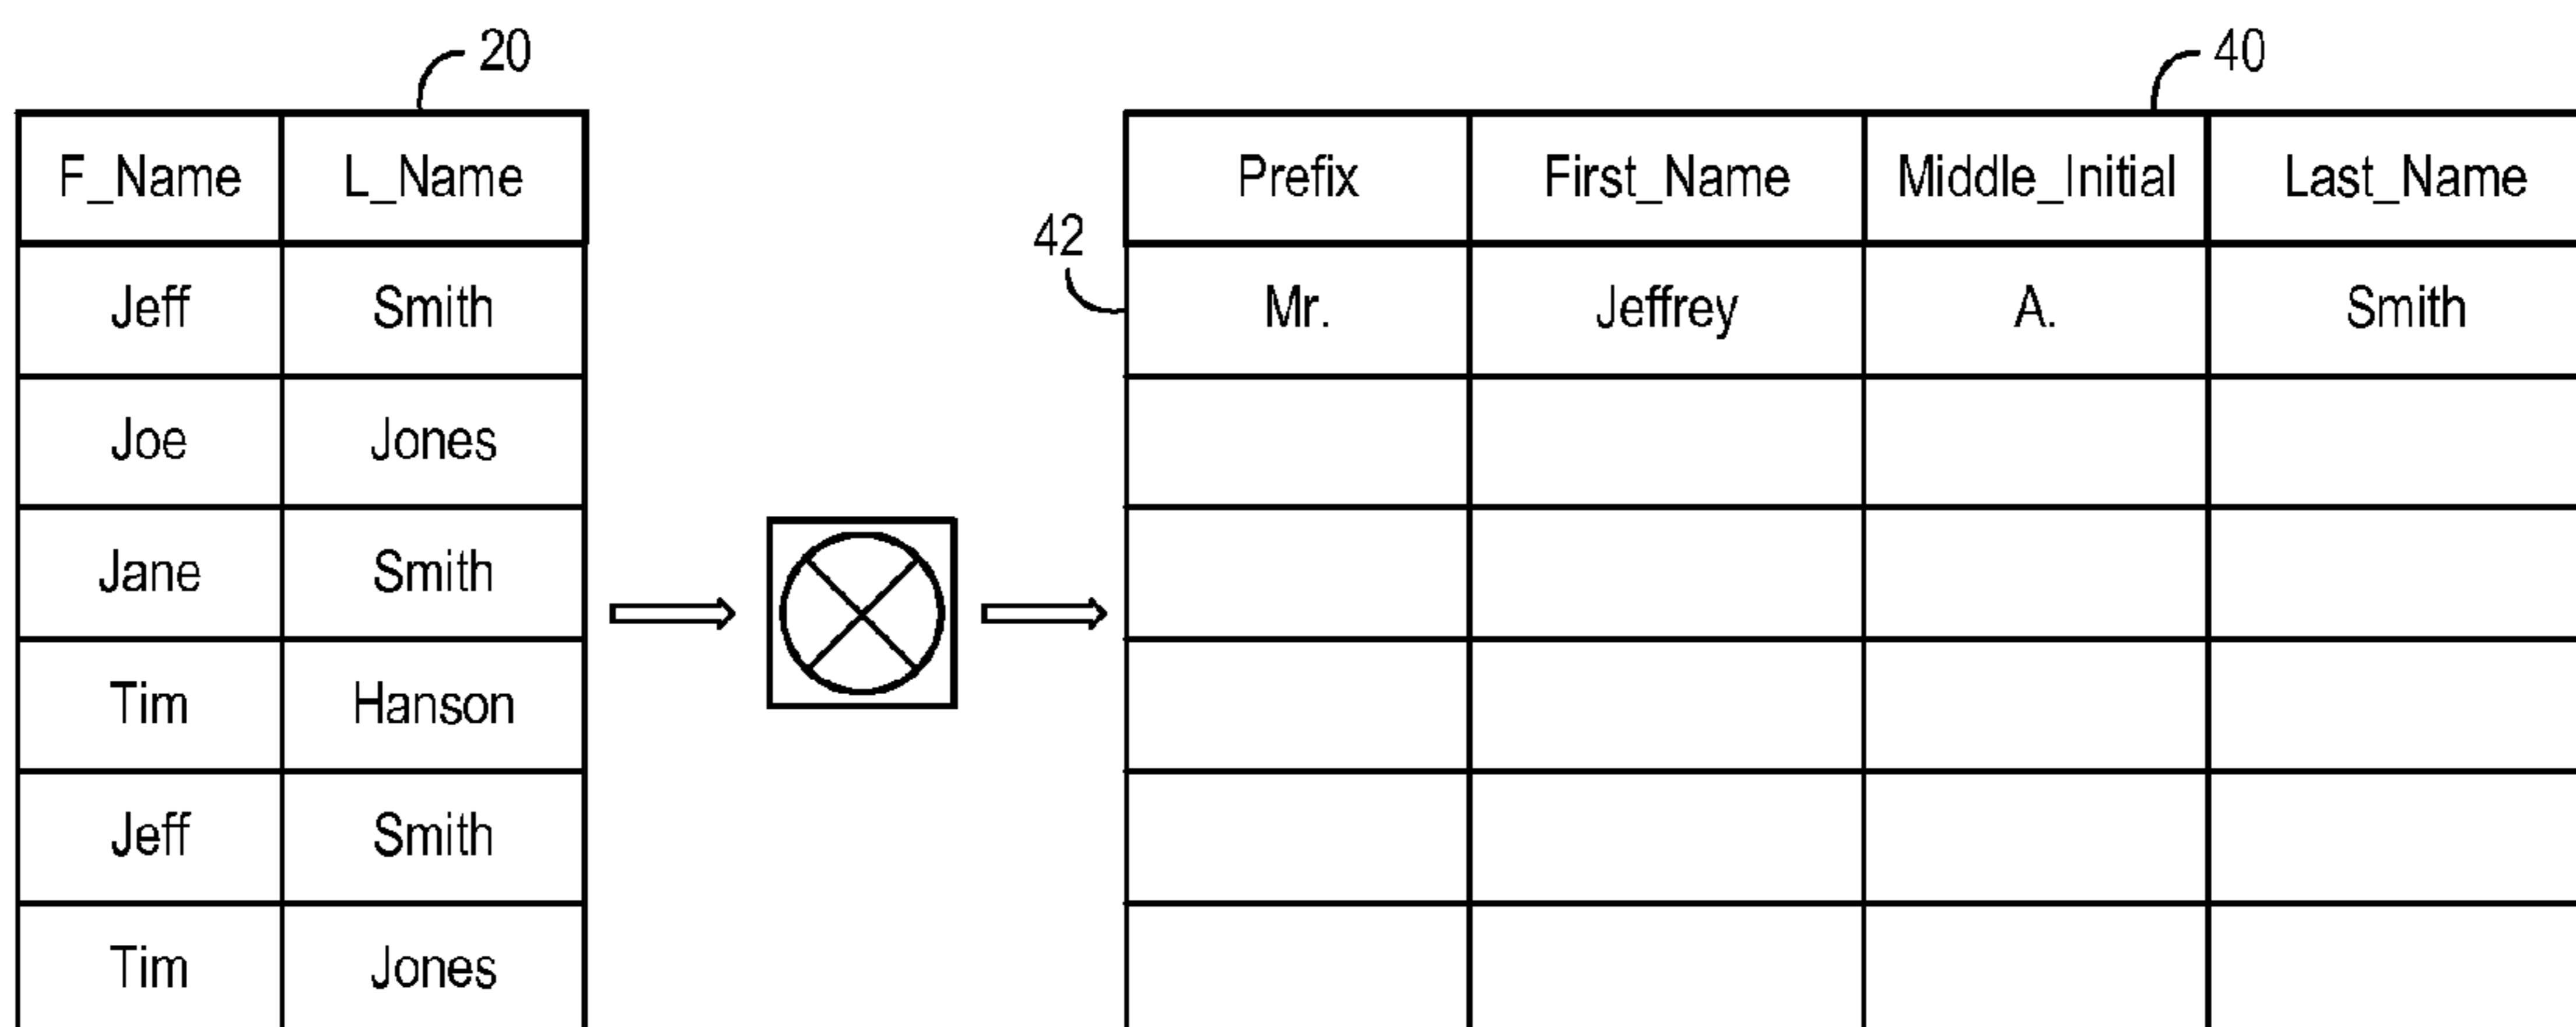 20
40
F_Name L_Name
Prefix First_Name Middle_Initial Last_Name
42
Jeff Smith
Mr. Jeffrey A. Smith
Joe Jones
Jane Smith
Tim Hanson
Jeff Smith
Tim Jones